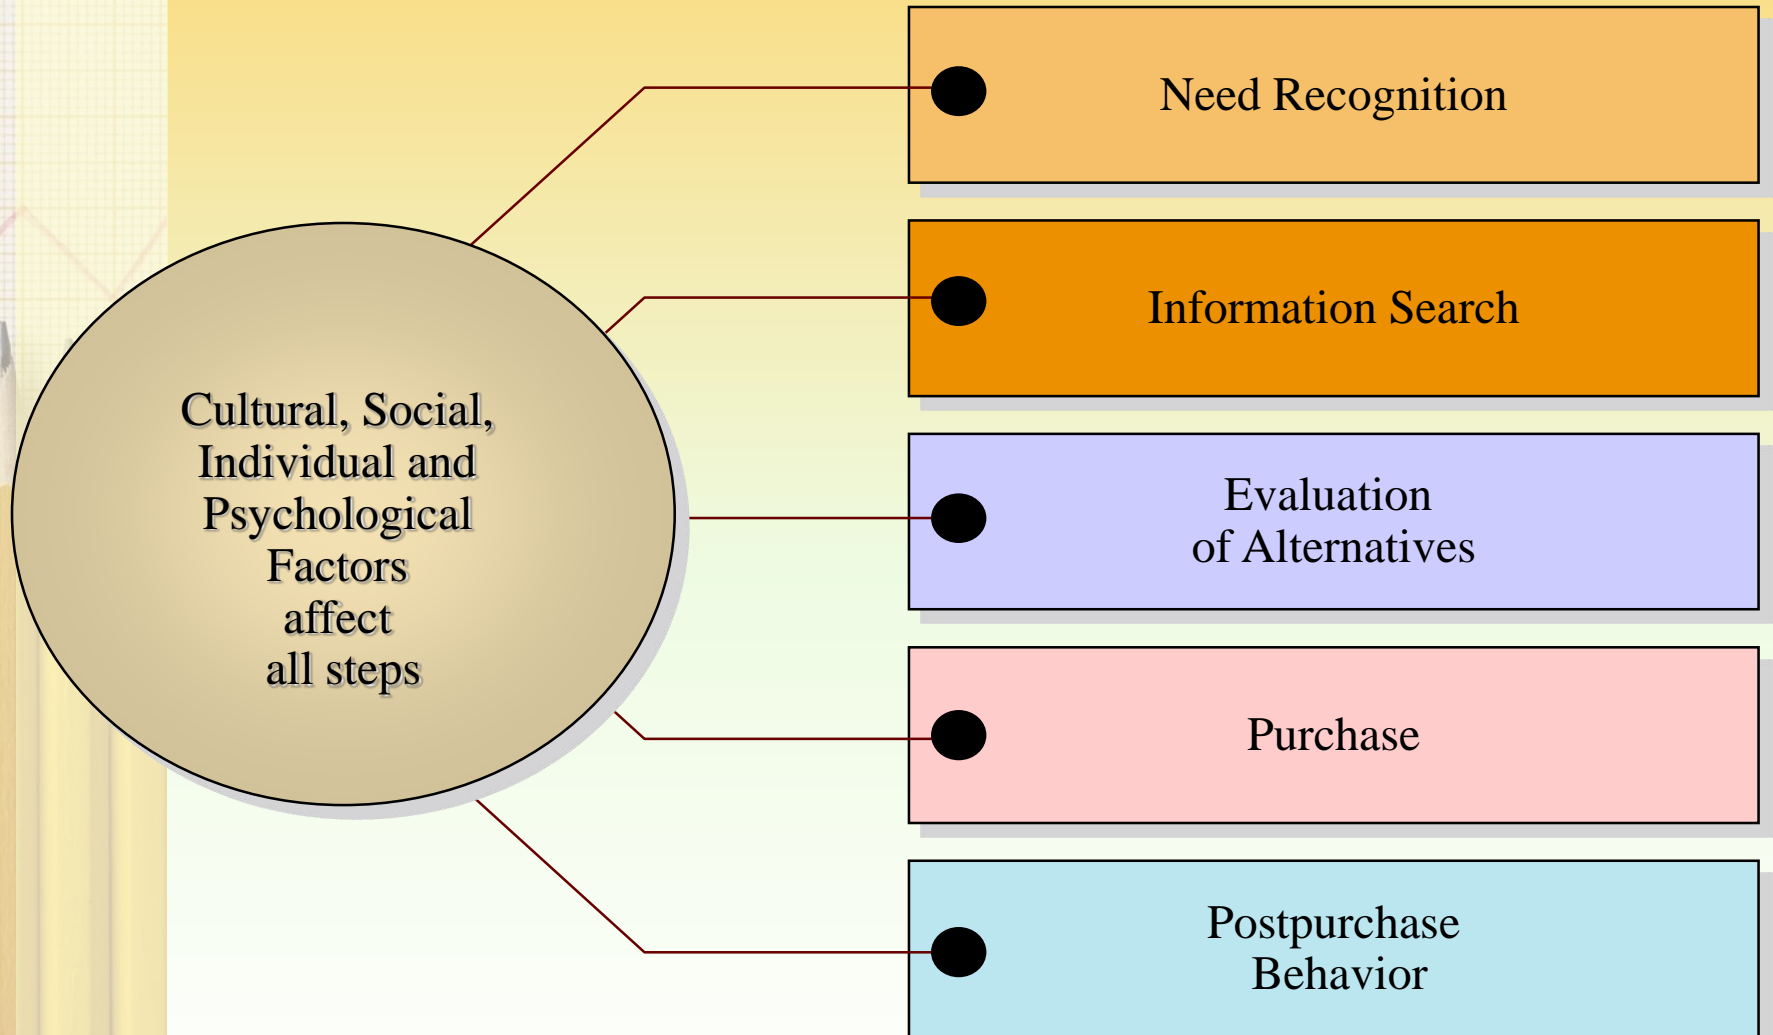 Cultural, Social,
Individual and
Psychological
Factors
affect
all steps
Need Recognition
Information Search
Evaluation
of Alternatives
Purchase
Postpurchase
Behavior